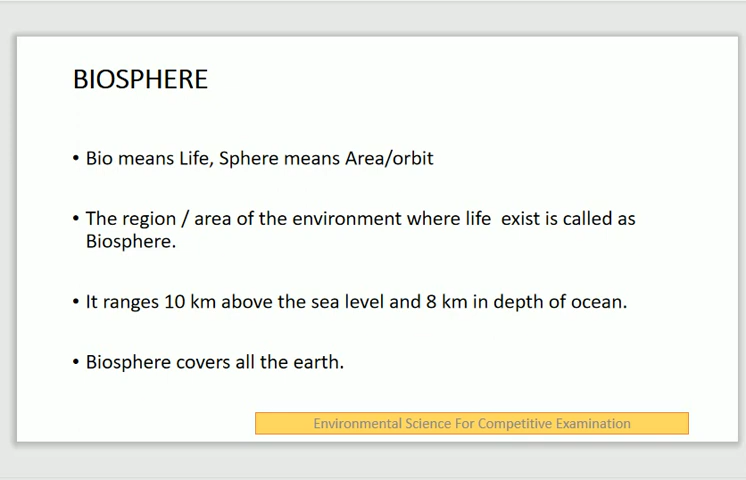 BIOSPHERE
• Bio means Life, Sphere means Area/orbit
• The region / area of the environment where life  exist is called as
Biosphere.
• It ranges 10 km above the sea level and 8 km in depth of ocean.
• Biosphere covers all the earth.
Environmental Science For Competitive Examination